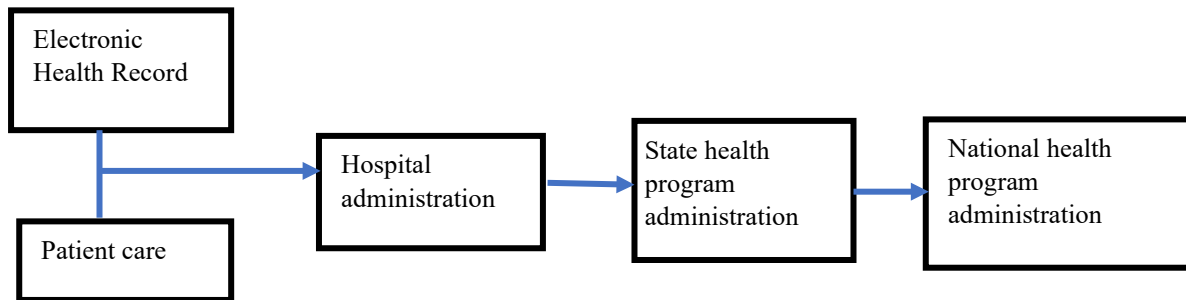 Electronic
Health Record
Patient care
Hospital
administration
State health
program
administration
National health
program
administration